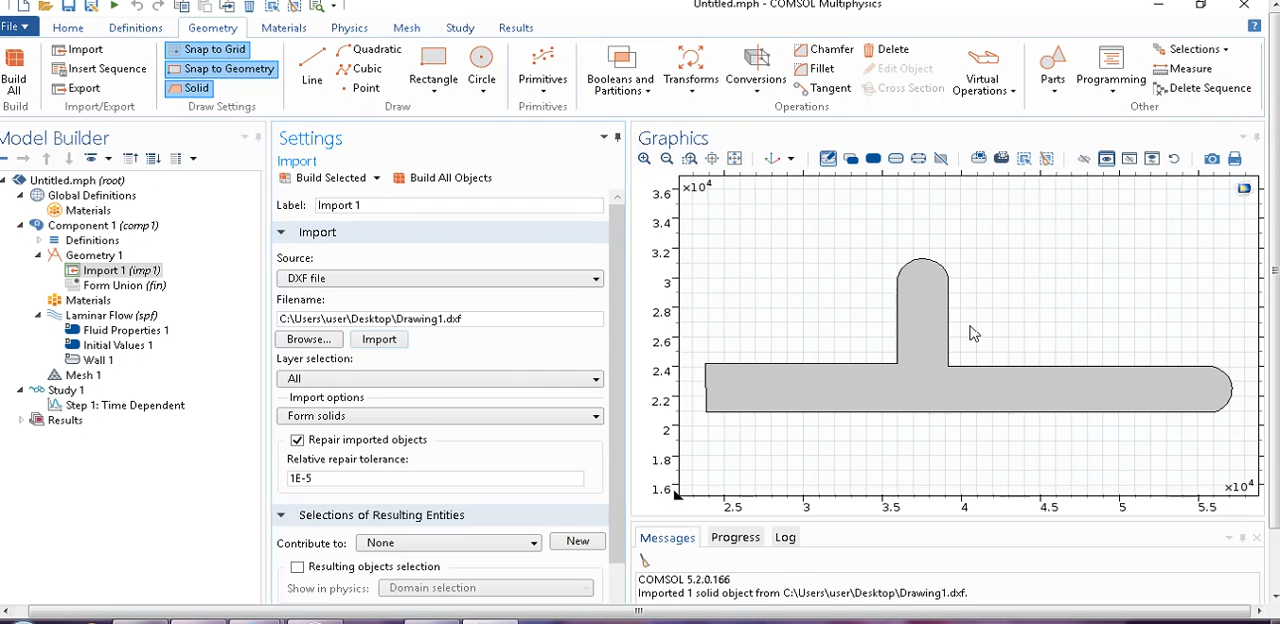 Untitled.mph - COMSOL Multiphysics
File
Home
Definitions
Geometry
Materials
Physics
Mesh
Study
Results
Build All
Build
Import
Insert Sequence
Export
Import/Export
Snap to Grid
Snap to Geometry
Solid
Draw Settings
Line
Quadratic
Cubic
Point
Rectangle
Circle
Draw
Primitives
Primitives
Booleans and Partitions
Transforms
Conversions
Chamfer
Fillet
Tangent
Delete
Edit Object
Cross Section
Operations
Virtual Operations
Parts
Programming
Selections
Measure
Delete Sequence
Other
Model Builder
Untitled.mph (root)
Global Definitions
Materials
Component 1 (comp1)
Definitions
Geometry 1
Import 1 (imp1)
Form Union (fin)
Materials
Laminar Flow (spf)
Fluid Properties 1
Initial Values 1
Wall 1
Mesh 1
Study 1
Step 1: Time Dependent
Results
Settings
Import
Build Selected
Build All Objects
Label: Import 1
Import
Source:
DXF file
Filename:
C:\Users\user\Desktop\Drawing1.dxf
Browse...
Import
Layer selection:
All
Import options
Form solids
Repair imported objects
Relative repair tolerance:
1E-5
Selections of Resulting Entities
Contribute to: None
New
Resulting objects selection
Show in physics: Domain selection
Graphics
×10⁴
3.6
3.4
3.2
3
2.8
2.6
2.4
2.2
2
1.8
1.6
×10⁴
2.5 3 3.5 4 4.5 5 5.5
Messages
Progress
Log
COMSOL 5.2.0.166
Imported 1 solid object from C:\Users\user\Desktop\Drawing1.dxf.